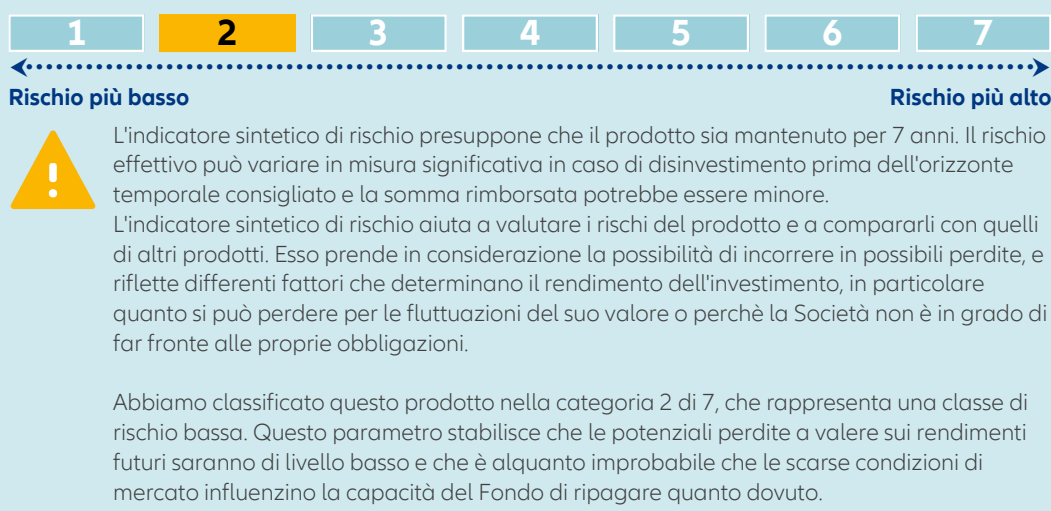 1 2 3 4 5 6 7
Rischio più basso Rischio più alto
L'indicatore sintetico di rischio presuppone che il prodotto sia mantenuto per 7 anni. Il rischio
effettivo può variare in misura significativa in caso di disinvestimento prima dell'orizzonte
temporale consigliato e la somma rimborsata potrebbe essere minore.
L'indicatore sintetico di rischio aiuta a valutare i rischi del prodotto e a compararli con quelli
di altri prodotti. Esso prende in considerazione la possibilità di incorrere in possibili perdite, e
riflette differenti fattori che determinano il rendimento dell'investimento, in particolare
quanto si può perdere per le fluttuazioni del suo valore o perchè la Società non è in grado di
far fronte alle proprie obbligazioni.
Abbiamo classificato questo prodotto nella categoria 2 di 7, che rappresenta una classe di
rischio bassa. Questo parametro stabilisce che le potenziali perdite a valere sui rendimenti
futuri saranno di livello basso e che è alquanto improbabile che le scarse condizioni di
mercato influenzino la capacità del Fondo di ripagare quanto dovuto.